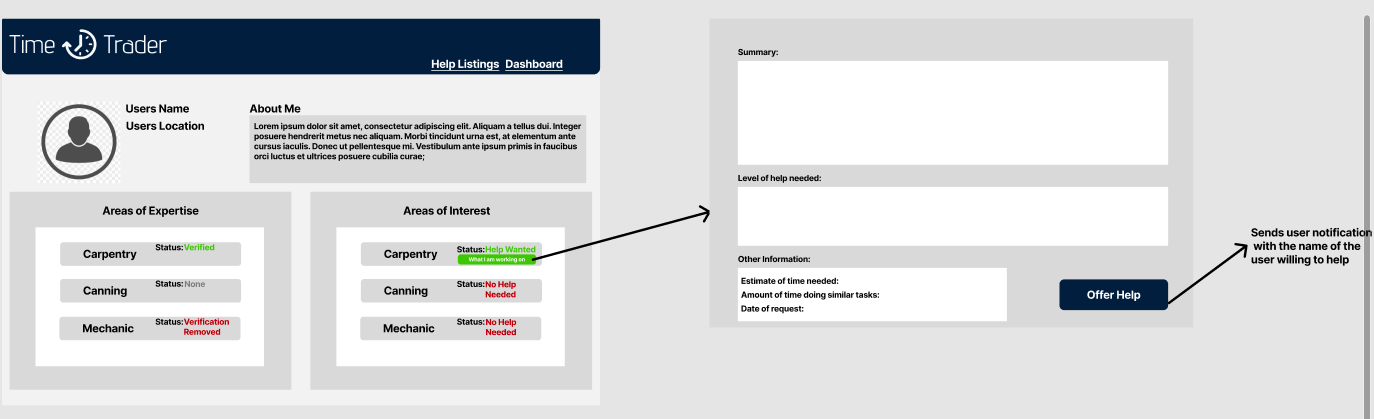 Time Trader
Help Listings Dashboard
Users Name
Users Location
About Me
Lorem ipsum dolor sit amet, consectetur adipiscing elit. Aliquam a tellus dui. Integer
posuere hendrerit metus nec aliquam. Morbi tincidunt urna est, at elementum ante
cursus iaculis. Donec ut pellentesque mi. Vestibulum ante ipsum primis in faucibus
orci luctus et ultrices posuere cubilia curae;
Areas of Expertise
Carpentry
Status:Verified
Canning
Status:None
Mechanic
Status:Verification
Removed
Areas of Interest
Carpentry
Status:Help Wanted
What I am working on
Canning
Status:No Help
Needed
Mechanic
Status:No Help
Needed
Summary:
Level of help needed:
Other Information:
Estimate of time needed:
Amount of time doing similar tasks:
Date of request:
Offer Help
Sends user notification
with the name of the
user willing to help